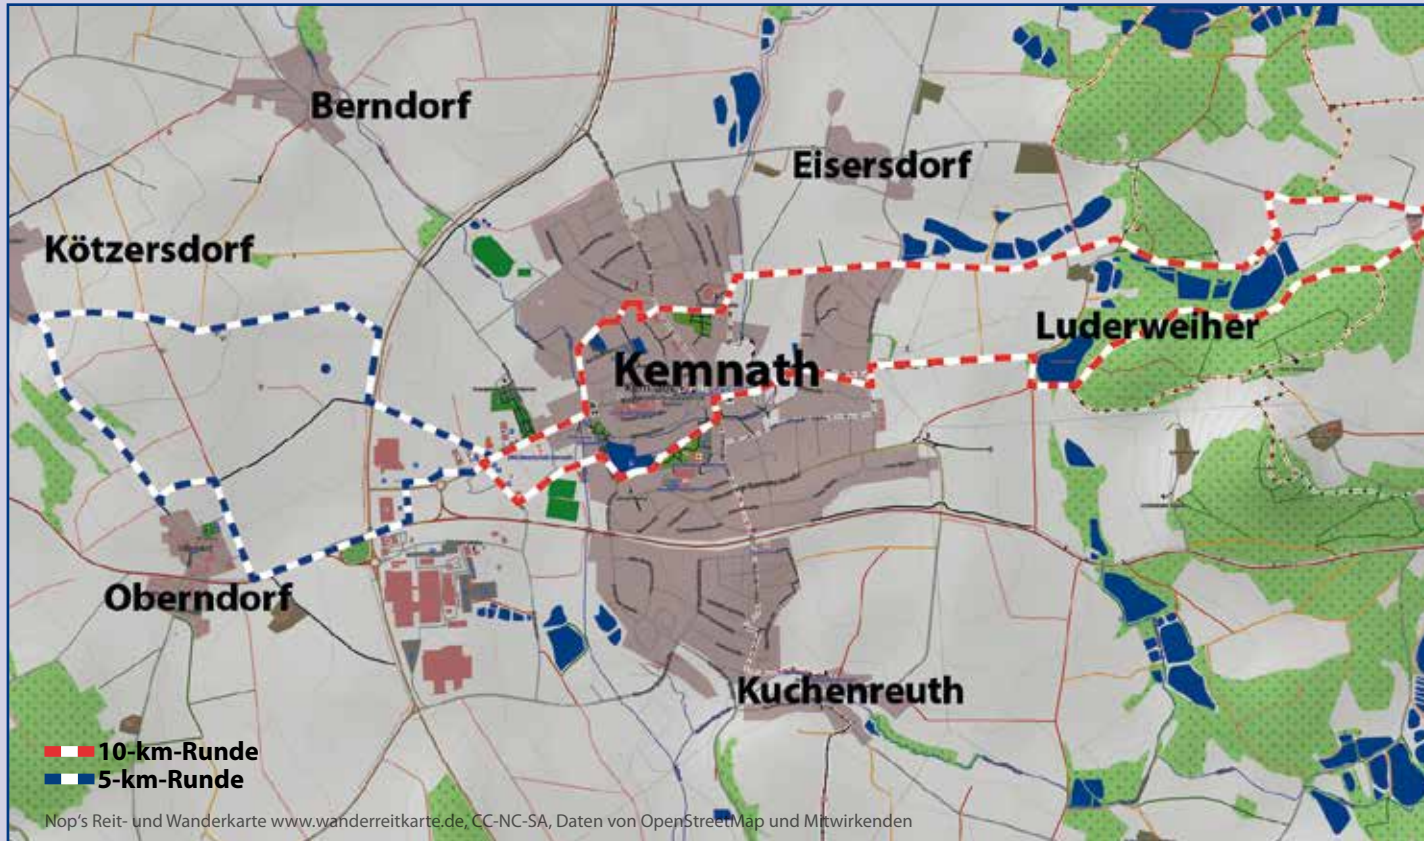 Berndorf
Eisersdorf
Kötzersdorf
Luderweiher
Kemnath
Oberndorf
Kuchenreuth
10-km-Runde
5-km-Runde
Nop's Reit- und Wanderkarte www.wanderreitkarte.de, CC-NC-SA, Daten von OpenStreetMap und Mitwirkenden